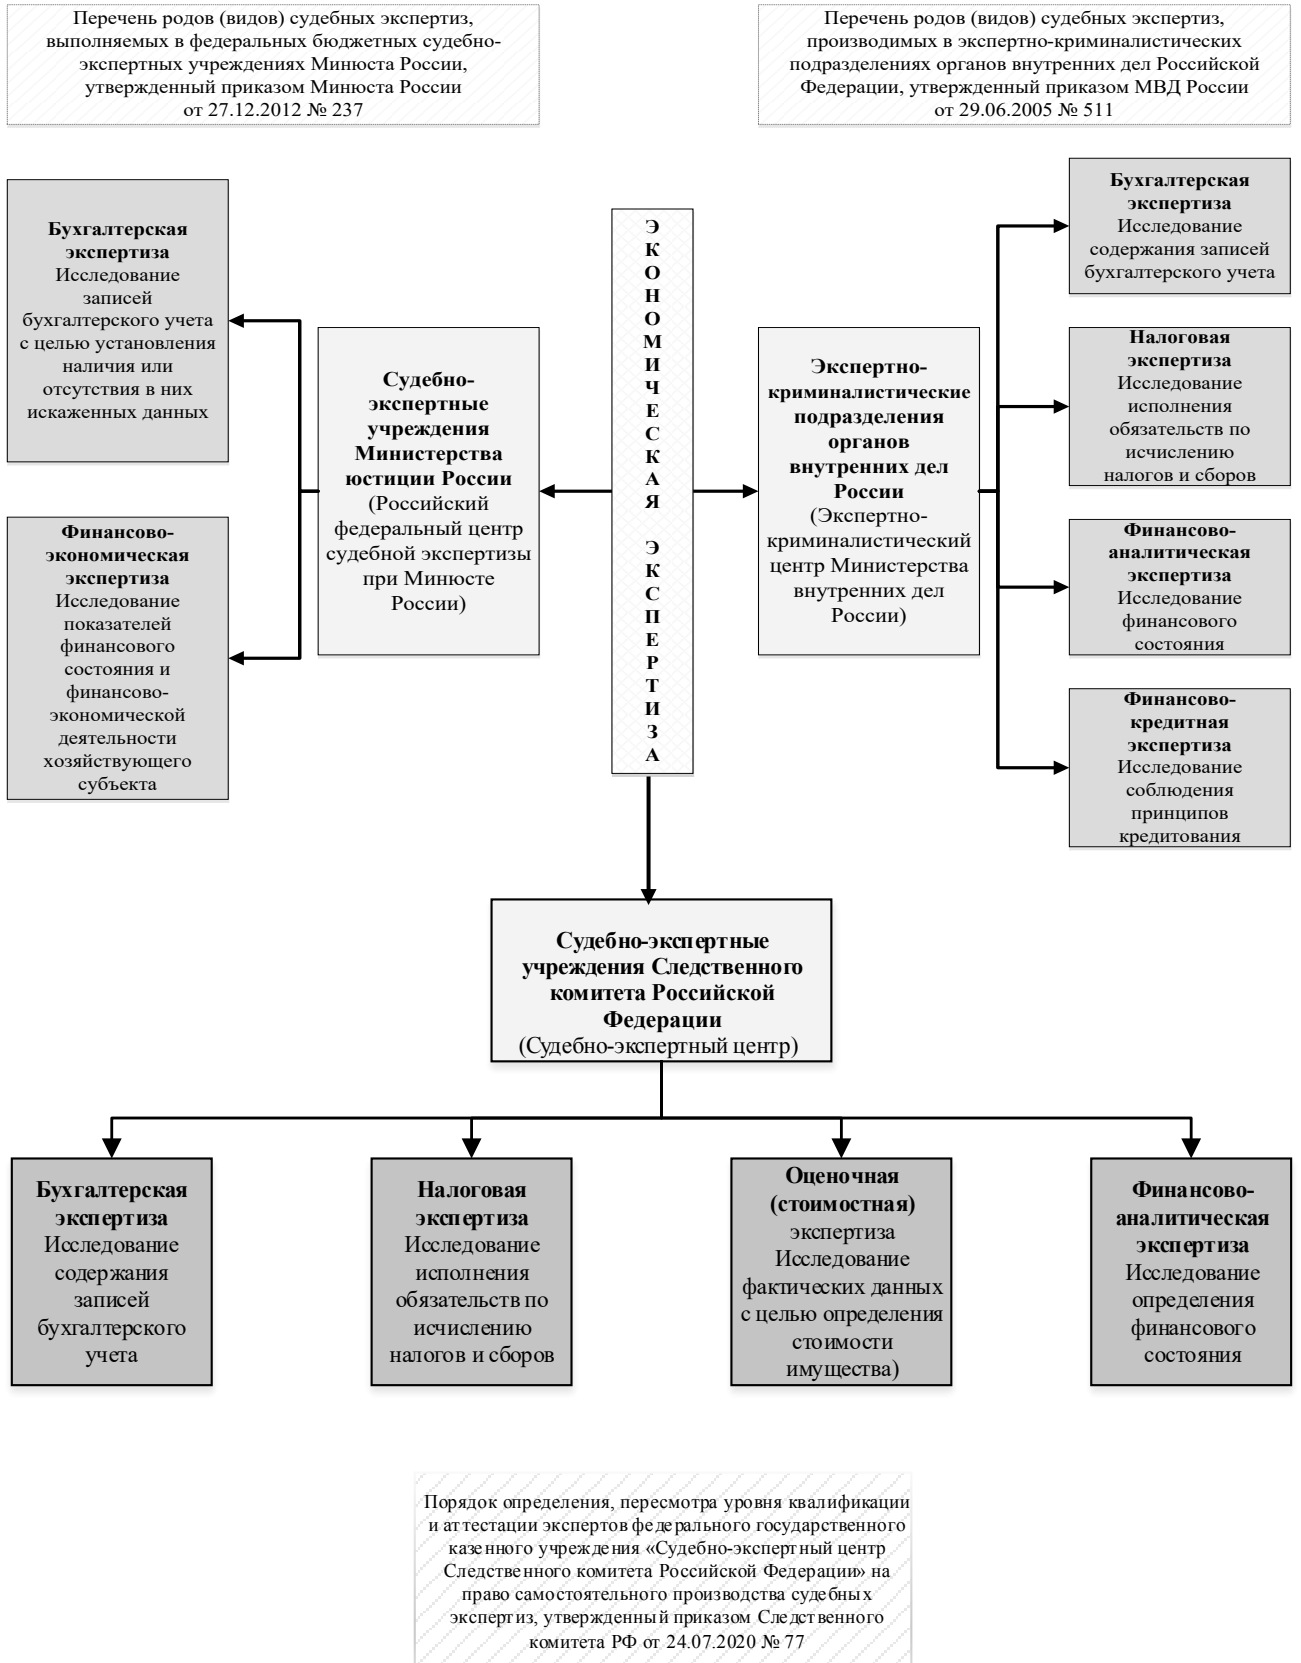 Перечень родов (видов) судебных экспертиз,
выполняемых в федеральных бюджетных судебно-
экспертных учреждениях Минюста России,
утвержденный приказом Минюста России
от 27.12.2012 № 237
Перечень родов (видов) судебных экспертиз,
производимых в экспертно-криминалистических
подразделениях органов внутренних дел Российской
Федерации, утвержденный приказом МВД России
от 29.06.2005 № 511
Бухгалтерская
экспертиза
Исследование
записей
бухгалтерского учета
с целью установления
наличия или
отсутствия в них
искаженных данных
Финансово-
экономическая
экспертиза
Исследование
показателей
финансового
состояния и
финансово-
экономической
деятельности
хозяйствующего
субъекта
Судебно-
экспертные
учреждения
Министерства
юстиции России
(Российский
федеральный центр
судебной экспертизы
при Минюсте
России)
ЭКОНОМИЧЕСКАЯ ЭКСПЕРТИЗА
Экспертно-
криминалистические
подразделения
органов
внутренних дел
России
(Экспертно-
криминалистический
центр Министерства
внутренних дел
России)
Бухгалтерская
экспертиза
Исследование
содержания записей
бухгалтерского учета
Налоговая
экспертиза
Исследование
исполнения
обязательств по
исчислению
налогов и сборов
Финансово-
аналитическая
экспертиза
Исследование
финансового
состояния
Финансово-
кредитная
экспертиза
Исследование
соблюдения
принципов
кредитования
Судебно-экспертные
учреждения Следственного
комитета Российской
Федерации
(Судебно-экспертный центр)
Бухгалтерская
экспертиза
Исследование
содержания
записей
бухгалтерского
учета
Налоговая
экспертиза
Исследование
исполнения
обязательств по
исчислению
налогов и сборов
Оценочная
(стоимостная)
экспертиза
Исследование
фактических данных
с целью определения
стоимости
имущества)
Финансово-
аналитическая
экспертиза
Исследование
определения
финансового
состояния
Порядок определения, пересмотра уровня квалификации
и аттестации экспертов федерального государственного
казенного учреждения «Судебно-экспертный центр
Следственного комитета Российской Федерации» на
право самостоятельного производства судебных
экспертиз, утвержденный приказом Следственного
комитета РФ от 24.07.2020 № 77